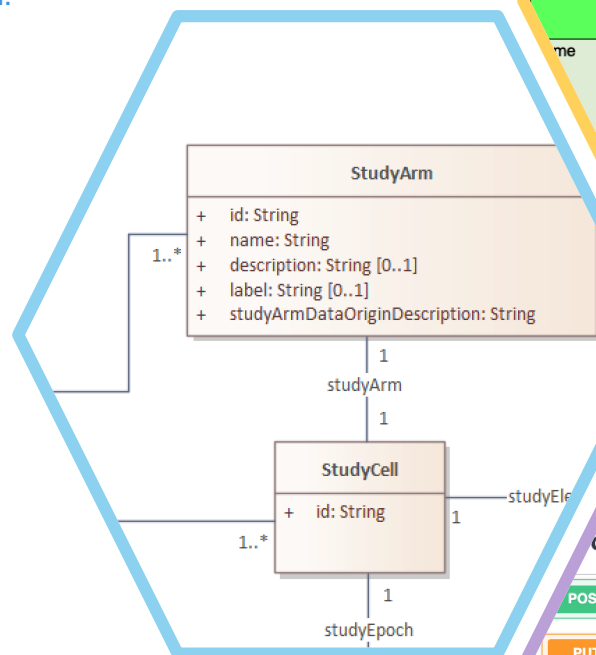 StudyArm
+ id: String
+ name: String
+ description: String [0..1]
+ label: String [0..1]
+ studyArmDataOriginDescription: String
1..*
1
studyArm
1
StudyCell
+ id: String
1
1..*
1
studyEpoch